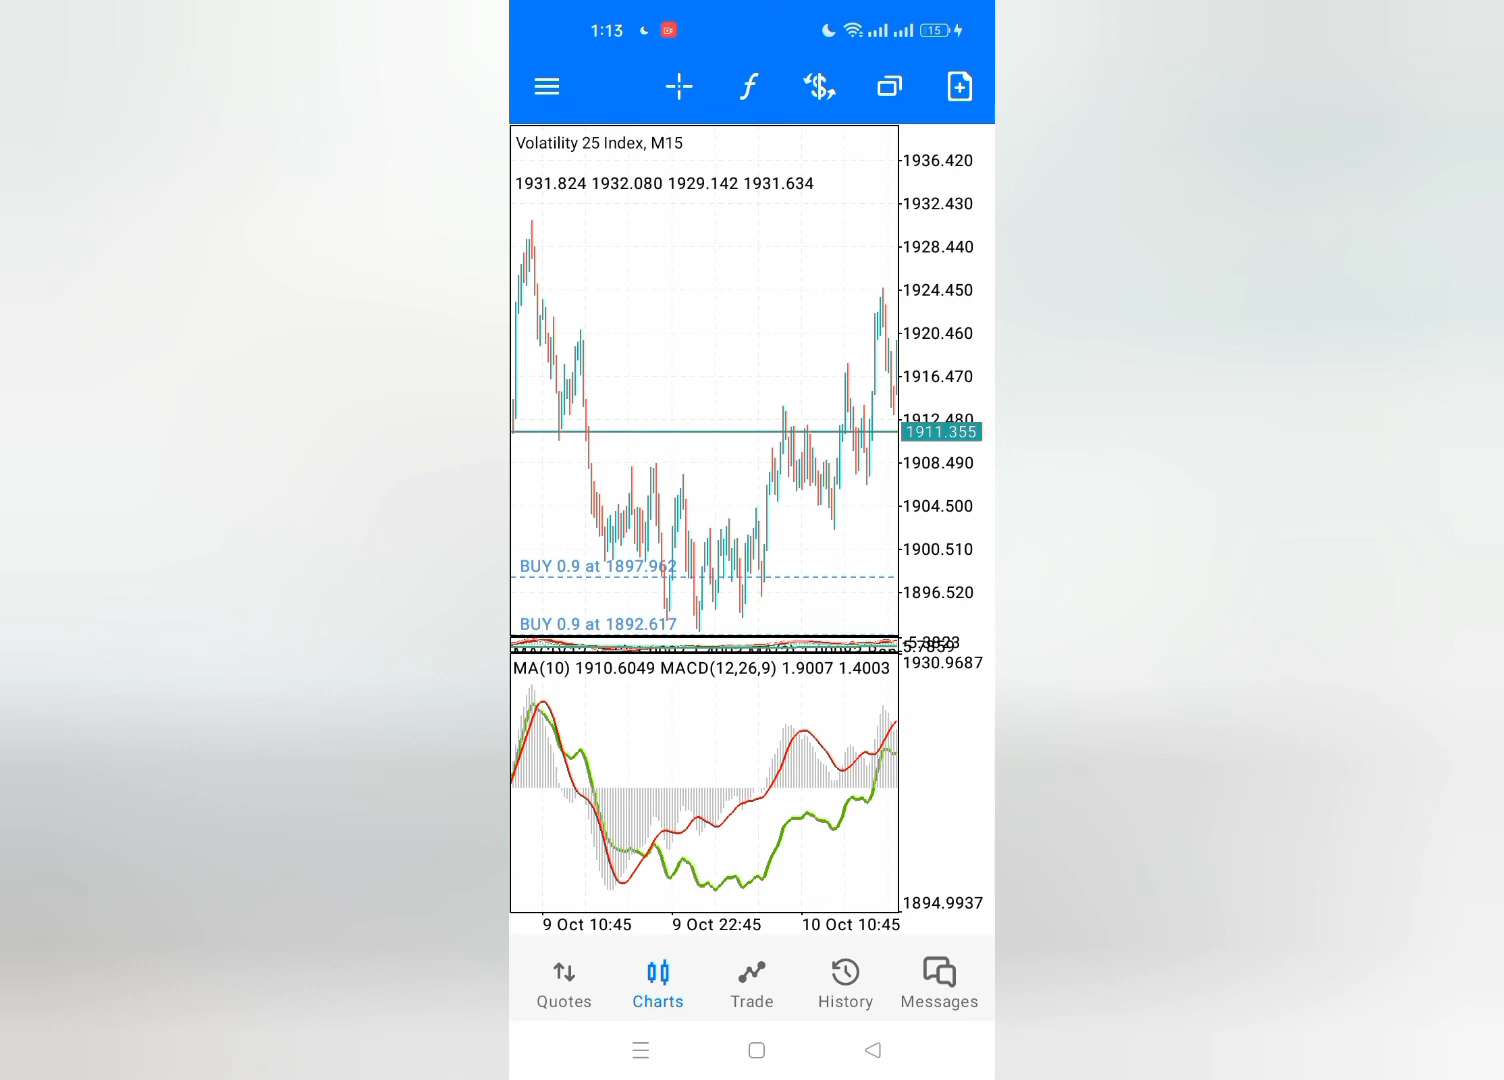 1:13
15
Volatility 25 Index, M15
1931.824 1932.080 1929.142 1931.634
1936.420
1932.430
1928.440
1924.450
1920.460
1916.470
1912.480
1911.355
1908.490
1904.500
1900.510
BUY 0.9 at 1897.962
1896.520
BUY 0.9 at 1892.617
1930.9687
MA(10) 1910.6049 MACD(12,26,9) 1.9007 1.4003
1894.9937
9 Oct 10:45 9 Oct 22:45 10 Oct 10:45
Quotes Charts Trade History Messages